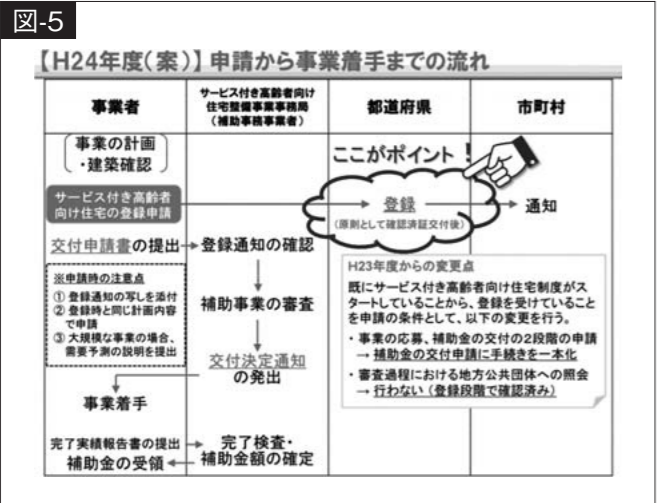 図-5
【H24年度(案)】申請から事業着手までの流れ
事業者
サービス付き高齢者向け
住宅整備事業事務局
(補助事務事業者)
都道府県
市町村
事業の計画
・建築確認
ここがポイント！
サービス付き高齢者
向け住宅の登録申請
登録
(原則として確認済証交付後)
通知
交付申請書の提出
登録通知の確認
※申請時の注意点
① 登録通知の写しを添付
② 登録時と同じ計画内容
で申請
③ 大規模な事業の場合、
需要予測の説明を提出
補助事業の審査
交付決定通知
の発出
H23年度からの変更点
既にサービス付き高齢者向け住宅制度がス
タートしていることから、登録を受けていること
を申請の条件として、以下の変更を行う。
・事業の応募、補助金の交付の2段階の申請
→ 補助金の交付申請に手続きを一本化
・審査過程における地方公共団体への照会
→ 行わない（登録段階で確認済み）
事業着手
完了実績報告書の提出
完了検査・
補助金額の確定
補助金の受領